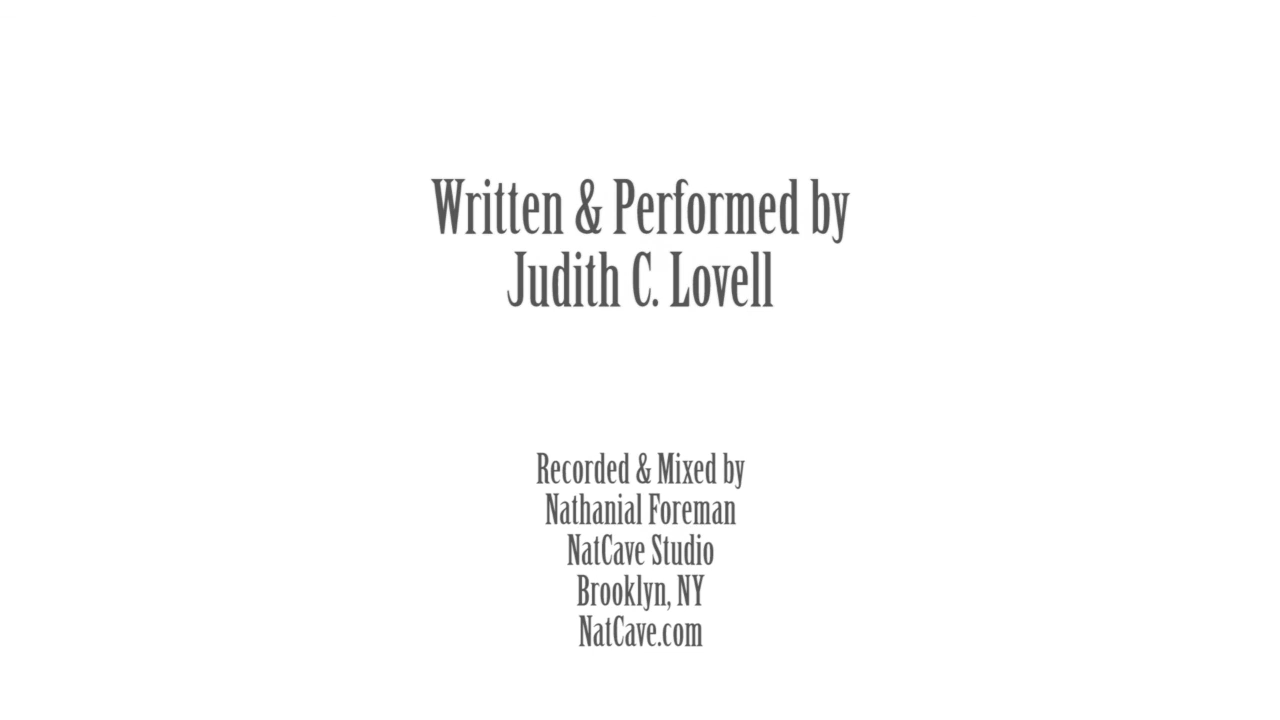 Written & Performed by
Judith C. Lovell
Recorded & Mixed by
Nathanial Foreman
NatCave Studio
Brooklyn, NY
NatCave.com